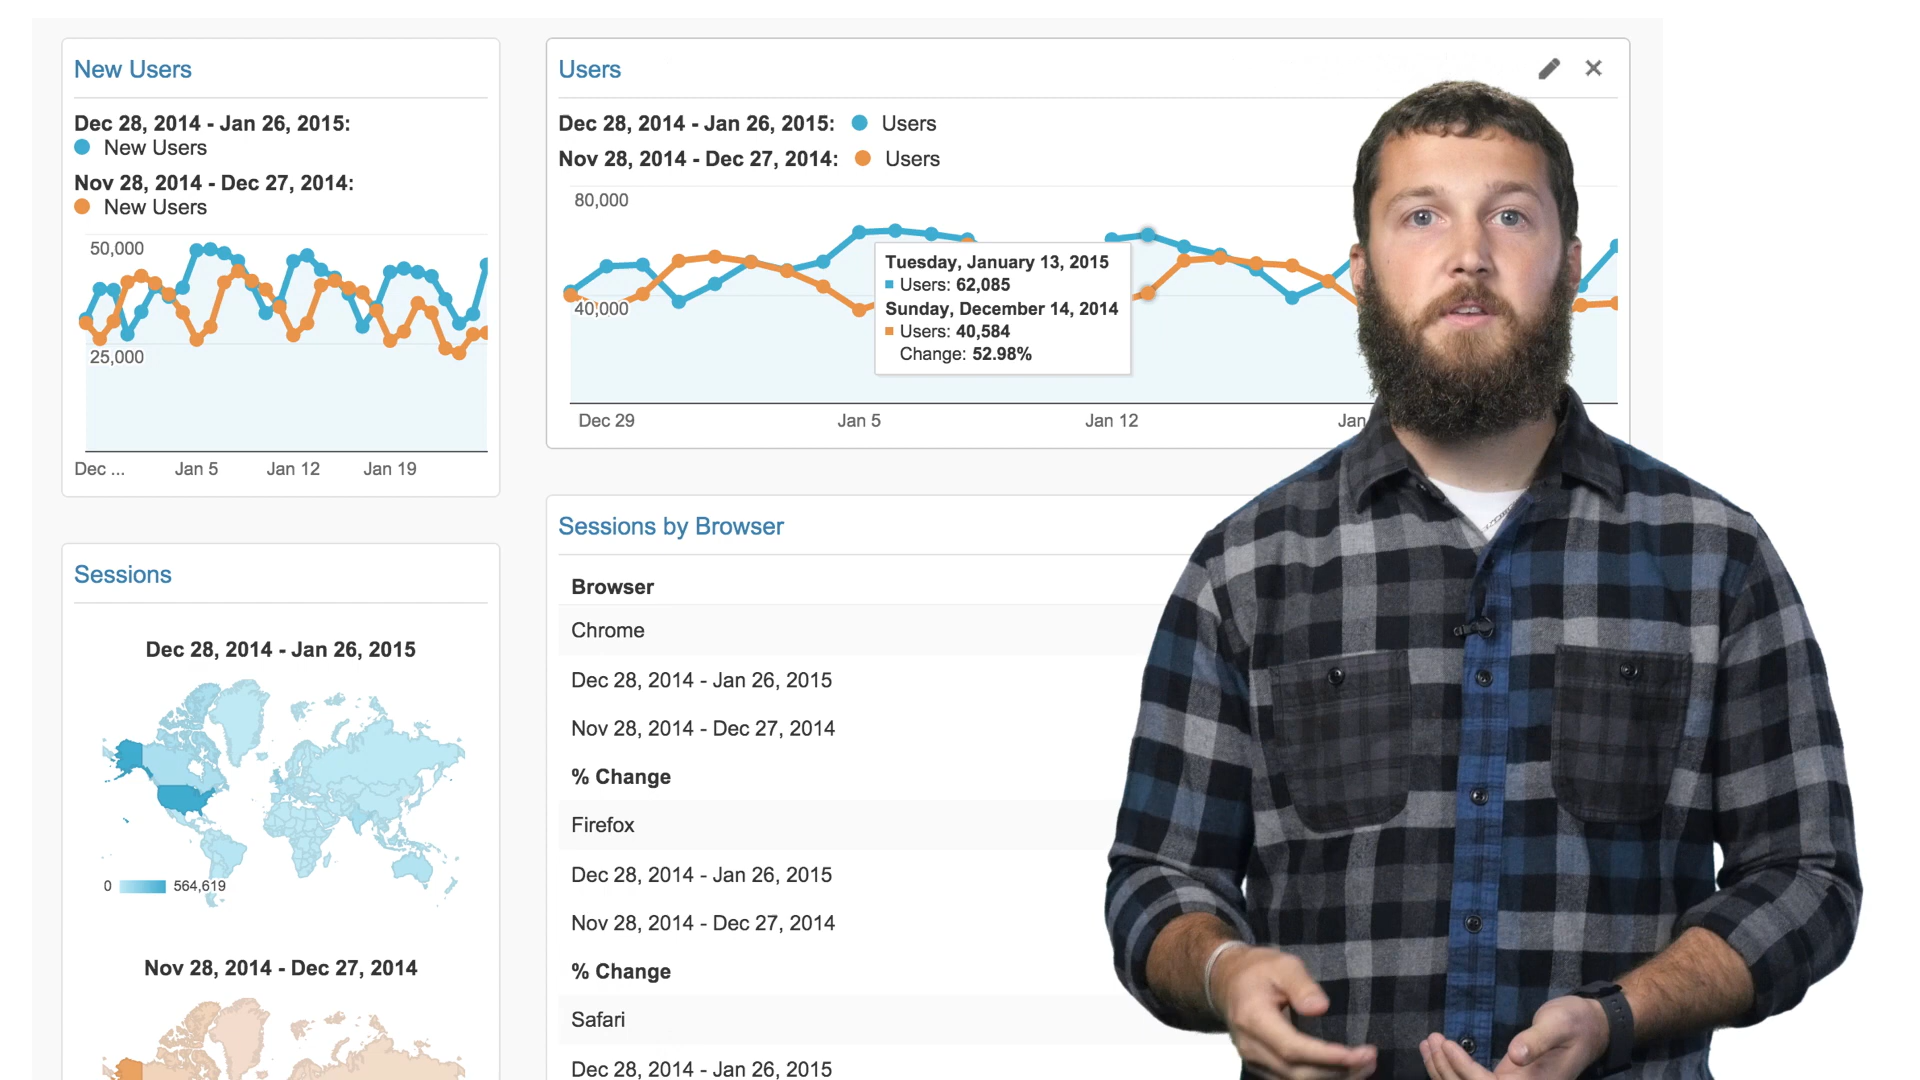 New Users
Dec 28, 2014 - Jan 26, 2015:
New Users
Nov 28, 2014 - Dec 27, 2014:
New Users
50,000
25,000
Dec ...
Jan 5
Jan 12
Jan 19
Users
Dec 28, 2014 - Jan 26, 2015: Users
Nov 28, 2014 - Dec 27, 2014: Users
80,000
40,000
Tuesday, January 13, 2015
Users: 62,085
Sunday, December 14, 2014
Users: 40,584
Change: 52.98%
Dec 29
Jan 5
Jan 12
Jan
Sessions
Dec 28, 2014 - Jan 26, 2015
0
564,619
Nov 28, 2014 - Dec 27, 2014
Sessions by Browser
Browser
Chrome
Dec 28, 2014 - Jan 26, 2015
Nov 28, 2014 - Dec 27, 2014
% Change
Firefox
Dec 28, 2014 - Jan 26, 2015
Nov 28, 2014 - Dec 27, 2014
% Change
Safari
Dec 28, 2014 - Jan 26, 2015